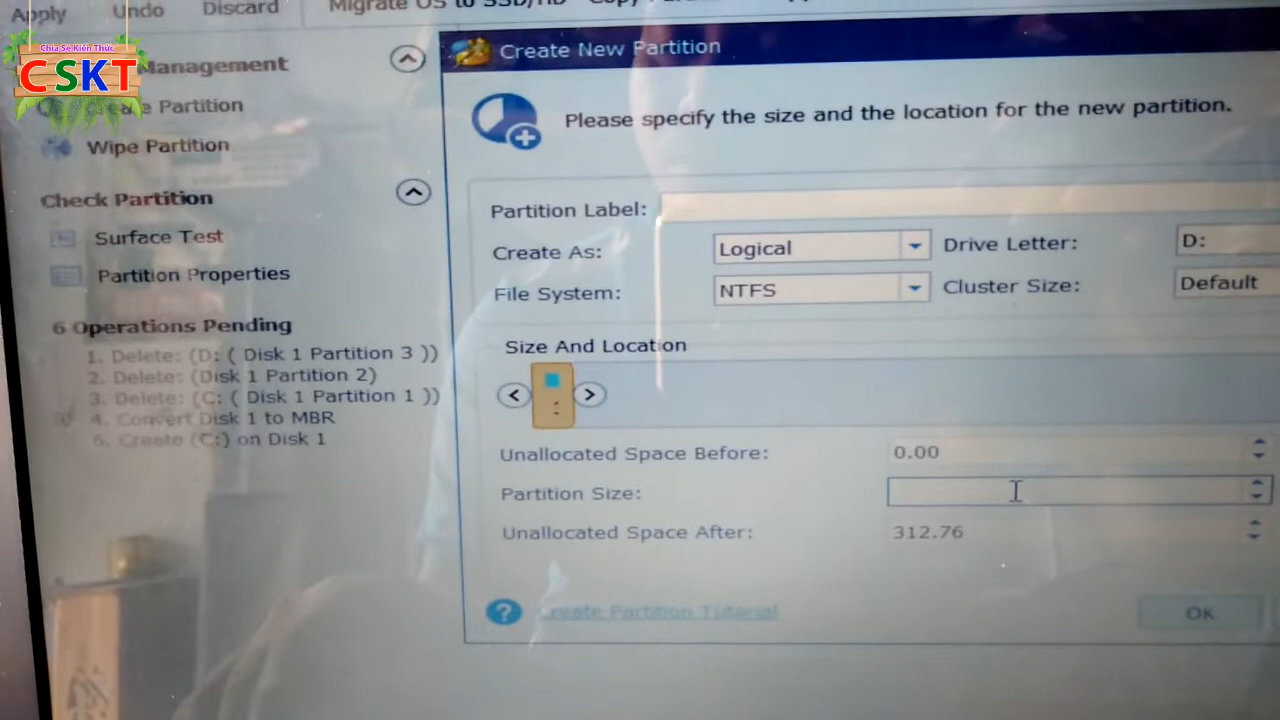 Apply Undo Discard Migrate OS to SSD/HD
Chia Sẻ Kiến Thức
CSKT
Management
Create Partition
Wipe Partition
Check Partition
Surface Test
Partition Properties
6 Operations Pending
1. Delete: (D: ( Disk 1 Partition 3 ))
2. Delete: (Disk 1 Partition 2)
3. Delete: (C: ( Disk 1 Partition 1 ))
4. Convert Disk 1 to MBR
6. Create (C:) on Disk 1
Create New Partition
Please specify the size and the location for the new partition.
Partition Label:
Create As: Logical Drive Letter: D:
File System: NTFS Cluster Size: Default
Size And Location
Unallocated Space Before: 0.00
Partition Size:
Unallocated Space After: 312.76
Create Partition Tutorial OK